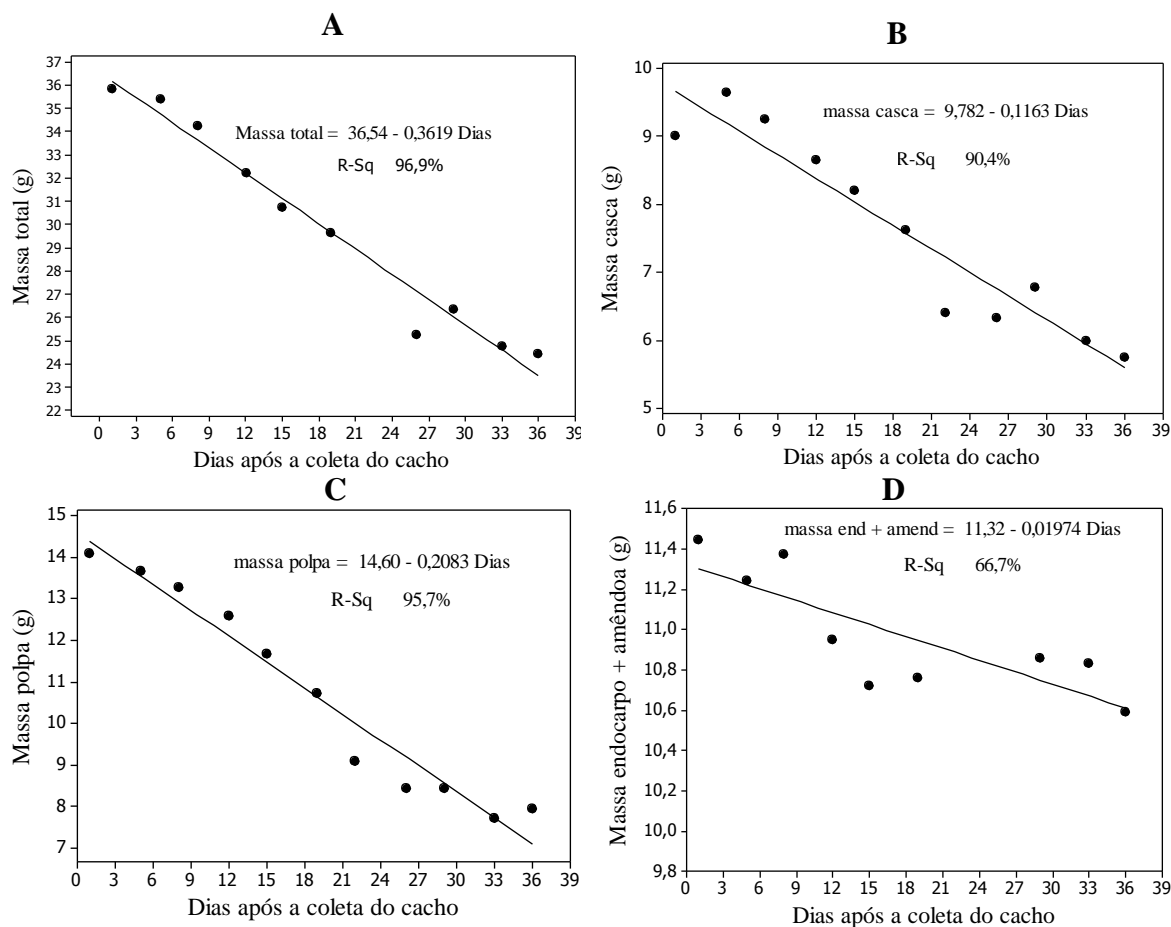 A
Massa total (g)
37
36
35
34
33
32
31
30
29
28
27
26
25
24
23
22
Massa total = 36,54 - 0,3619 Dias
R-Sq 96,9%
0 3 6 9 12 15 18 21 24 27 30 33 36 39
Dias após a coleta do cacho
B
Massa casca (g)
10
9
8
7
6
5
massa casca = 9,782 - 0,1163 Dias
R-Sq 90,4%
0 3 6 9 12 15 18 21 24 27 30 33 36 39
Dias após a coleta do cacho
C
Massa polpa (g)
15
14
13
12
11
10
9
8
7
massa polpa = 14,60 - 0,2083 Dias
R-Sq 95,7%
0 3 6 9 12 15 18 21 24 27 30 33 36 39
Dias após a coleta do cacho
D
Massa endocarpo + amêndoa (g)
11,6
11,4
11,2
11,0
10,8
10,6
10,4
10,2
10,0
9,8
massa end + amend = 11,32 - 0,01974 Dias
R-Sq 66,7%
0 3 6 9 12 15 18 21 24 27 30 33 36 39
Dias após a coleta do cacho